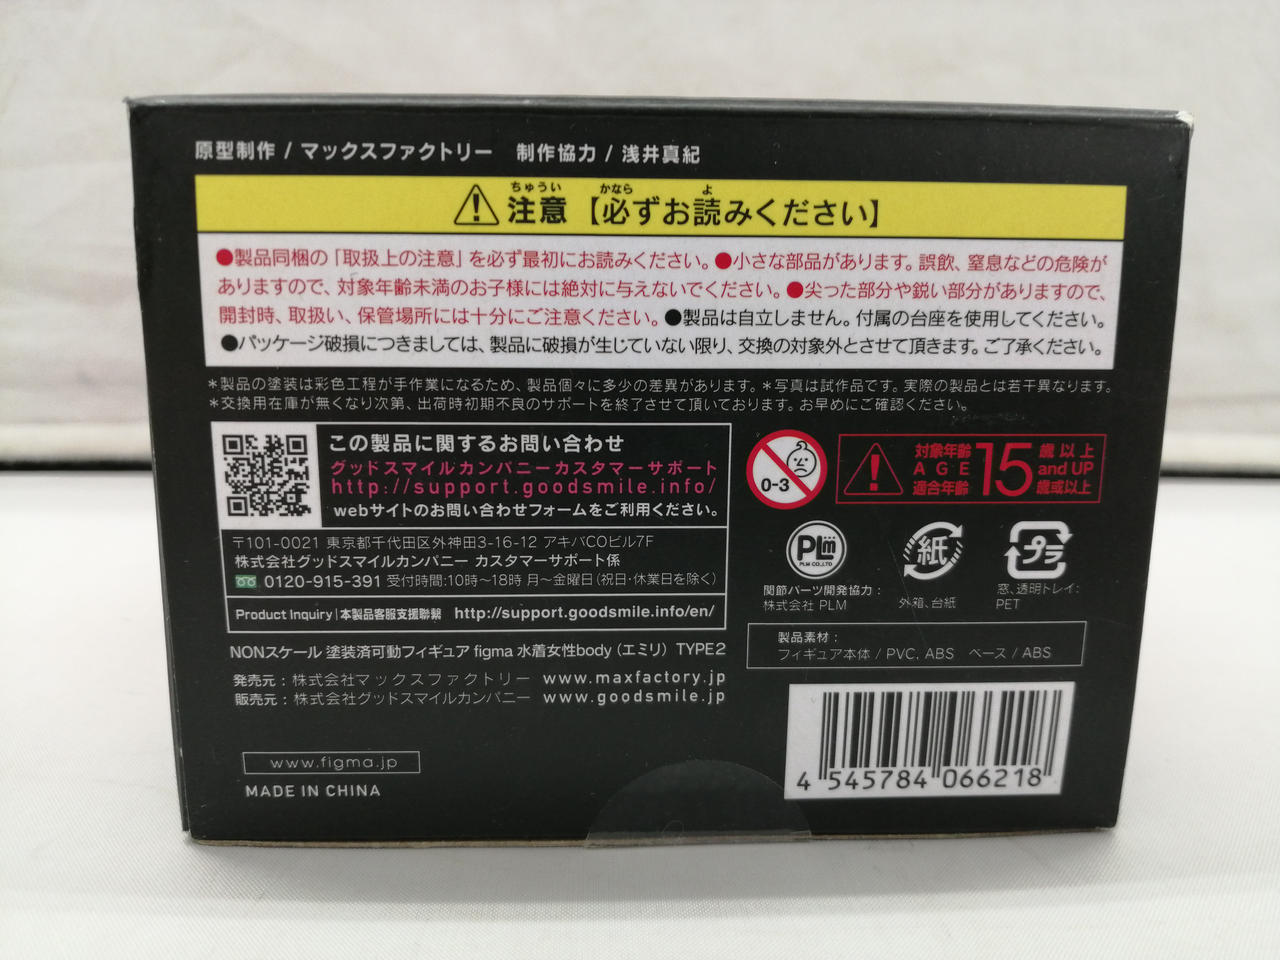 原型制作 / マックスファクトリー 制作協力 / 浅井真紀
ちゅうい かなら よ
注意【必ずお読みください】
●製品同梱の「取扱上の注意」を必ず最初にお読みください。●小さな部品があります。誤飲、窒息などの危険が
ありますので、対象年齢未満のお子様には絶対に与えないでください。●尖った部分や鋭い部分がありますので、
開封時、取扱い、保管場所には十分にご注意ください。●製品は自立しません。付属の台座を使用してください。
●パッケージ破損につきましては、製品に破損が生じていない限り、交換の対象外とさせて頂きます。ご了承ください。
*製品の塗装は彩色工程が手作業になるため、製品個々に多少の差異があります。*写真は試作品です。実際の製品とは若干異なります。
*交換用在庫が無くなり次第、出荷時初期不良のサポートを終了させて頂いております。お早めにご確認ください。
この製品に関するお問い合わせ
グッドスマイルカンパニーカスタマーサポート
http://support.goodsmile.info/
webサイトのお問い合わせフォームをご利用ください。
〒101-0021 東京都千代田区外神田3-16-12 アキバCOビル7F
株式会社グッドスマイルカンパニー カスタマーサポート係
0120-915-391 受付時間:10時〜18時 月〜金曜日(祝日・休業日を除く)
Product Inquiry|本製品客服支援聯繫 http://support.goodsmile.info/en/
NONスケール 塗装済可動フィギュア figma 水着女性body(エミリ) TYPE2
発売元:株式会社マックスファクトリー www.maxfactory.jp
販売元:株式会社グッドスマイルカンパニー www.goodsmile.jp
www.figma.jp
MADE IN CHINA
0-3
対象年齢
AGE
適合年齢
15
歳以上
and UP
歲或以上
PLm
PLM CO.,LTD
関節パーツ開発協力:
株式会社 PLM
紙
外箱、台紙
プラ
窓、透明トレイ:
PET
製品素材:
フィギュア本体 / PVC, ABS ベース / ABS
4 545784 066218